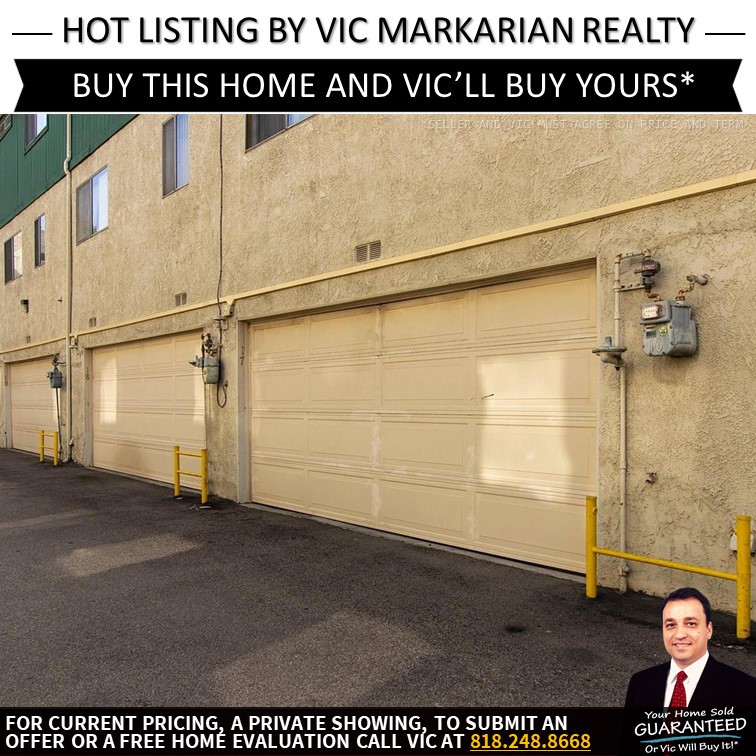 HOT LISTING BY VIC MARKARIAN REALTY
BUY THIS HOME AND VIC'LL BUY YOURS*
SELLER AND VIC MUST AGREE ON PRICE AND TERM
17
FOR CURRENT PRICING, A PRIVATE SHOWING, TO SUBMIT AN
OFFER OR A FREE HOME EVALUATION CALL VIC AT 818.248.8668
Your Home Sold
GUARANTEED
Or Vic Will Buy It!